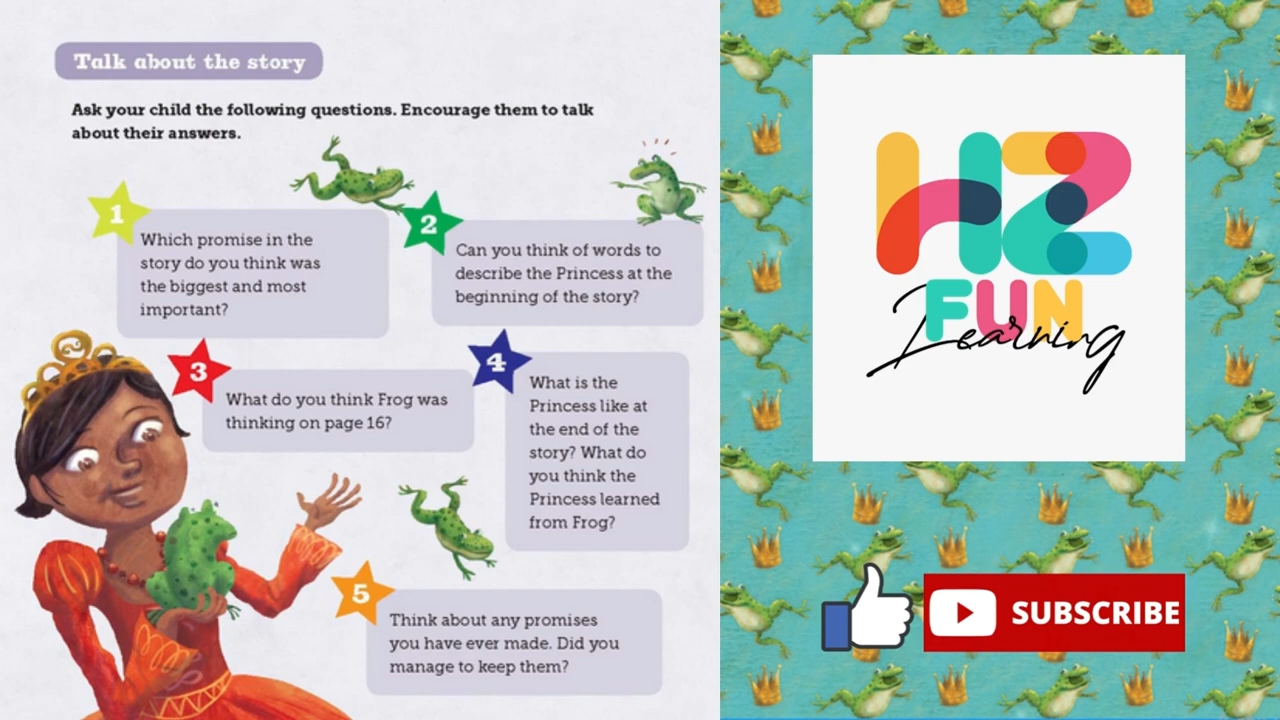 Talk about the story
Ask your child the following questions. Encourage them to talk
about their answers.
1
Which promise in the
story do you think was
the biggest and most
important?
2
Can you think of words to
describe the Princess at the
beginning of the story?
3
What do you think Frog was
thinking on page 16?
4
What is the
Princess like at
the end of the
story? What do
you think the
Princess learned
from Frog?
5
Think about any promises
you have ever made. Did you
manage to keep them?
HZ
FUN
Learning
SUBSCRIBE